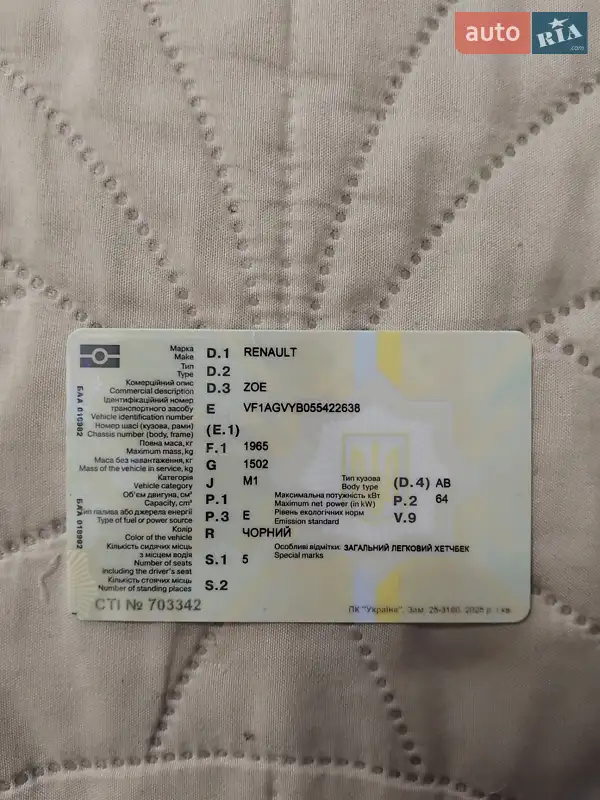 auto RIA .com
Марка
Make D.1 RENAULT
Тип
Type D.2
Комерційний опис
Commercial description D.3 ZOE
Ідентифікаційний номер
транспортного засобу
Vehicle identification number E VF1AGVYB055422638
Номер шасі (кузова, рами)
Chassis number (body, frame) (E.1)
Повна маса, кг
Maximum mass, kg F.1 1965
Маса без навантаження, кг
Mass of the vehicle in service, kg G 1502
Категорія
Vehicle category J M1
Тип кузова
Body type (D.4) AB
Об'єм двигуна, см³
Capacity, cm³ P.1
Максимальна потужність кВт
Maximum net power (in kW) P.2 64
Тип палива або джерела енергії
Type of fuel or power source P.3 E
Рівень екологічних норм
Emission standard V.9
Колір
Color of the vehicle R ЧОРНИЙ
Кількість сидячих місць
з місцем водія
Number of seats
including the driver's seat S.1 5
Особливі відмітки: ЗАГАЛЬНИЙ ЛЕГКОВИЙ ХЕТЧБЕК
Special marks
Кількість стоячих місць
Number of standing places S.2
СТІ № 703342
ПК "Україна". Зам. 25-3160. 2025 р. I кв.